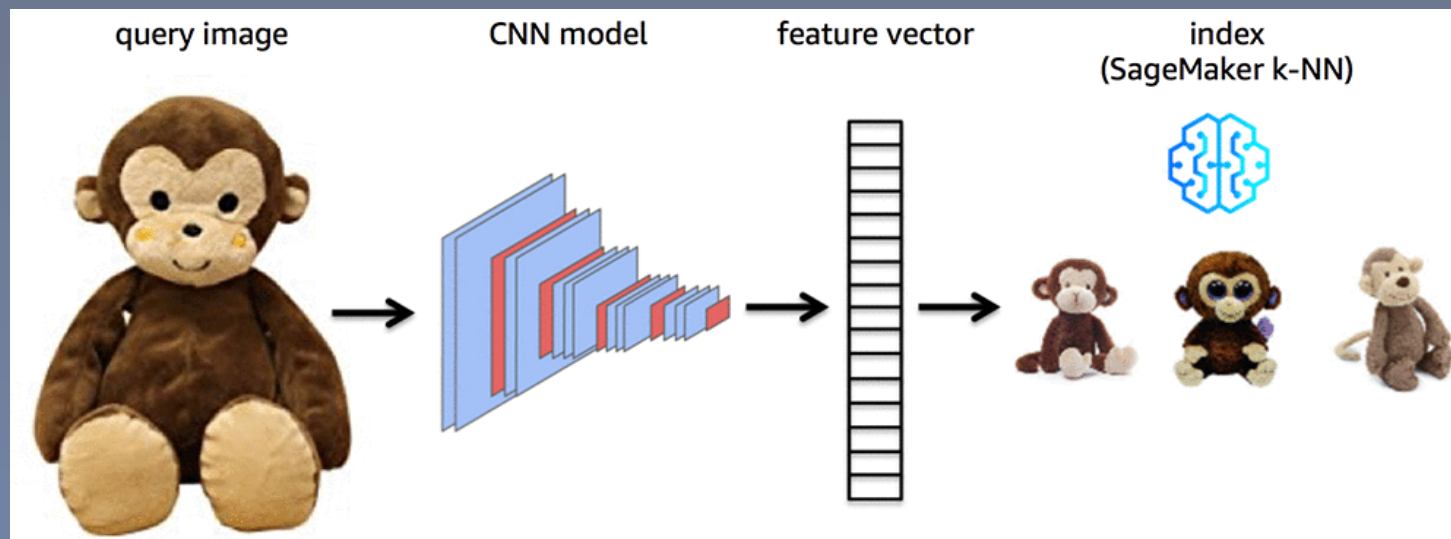 query image
CNN model
feature vector
index
(SageMaker k-NN)